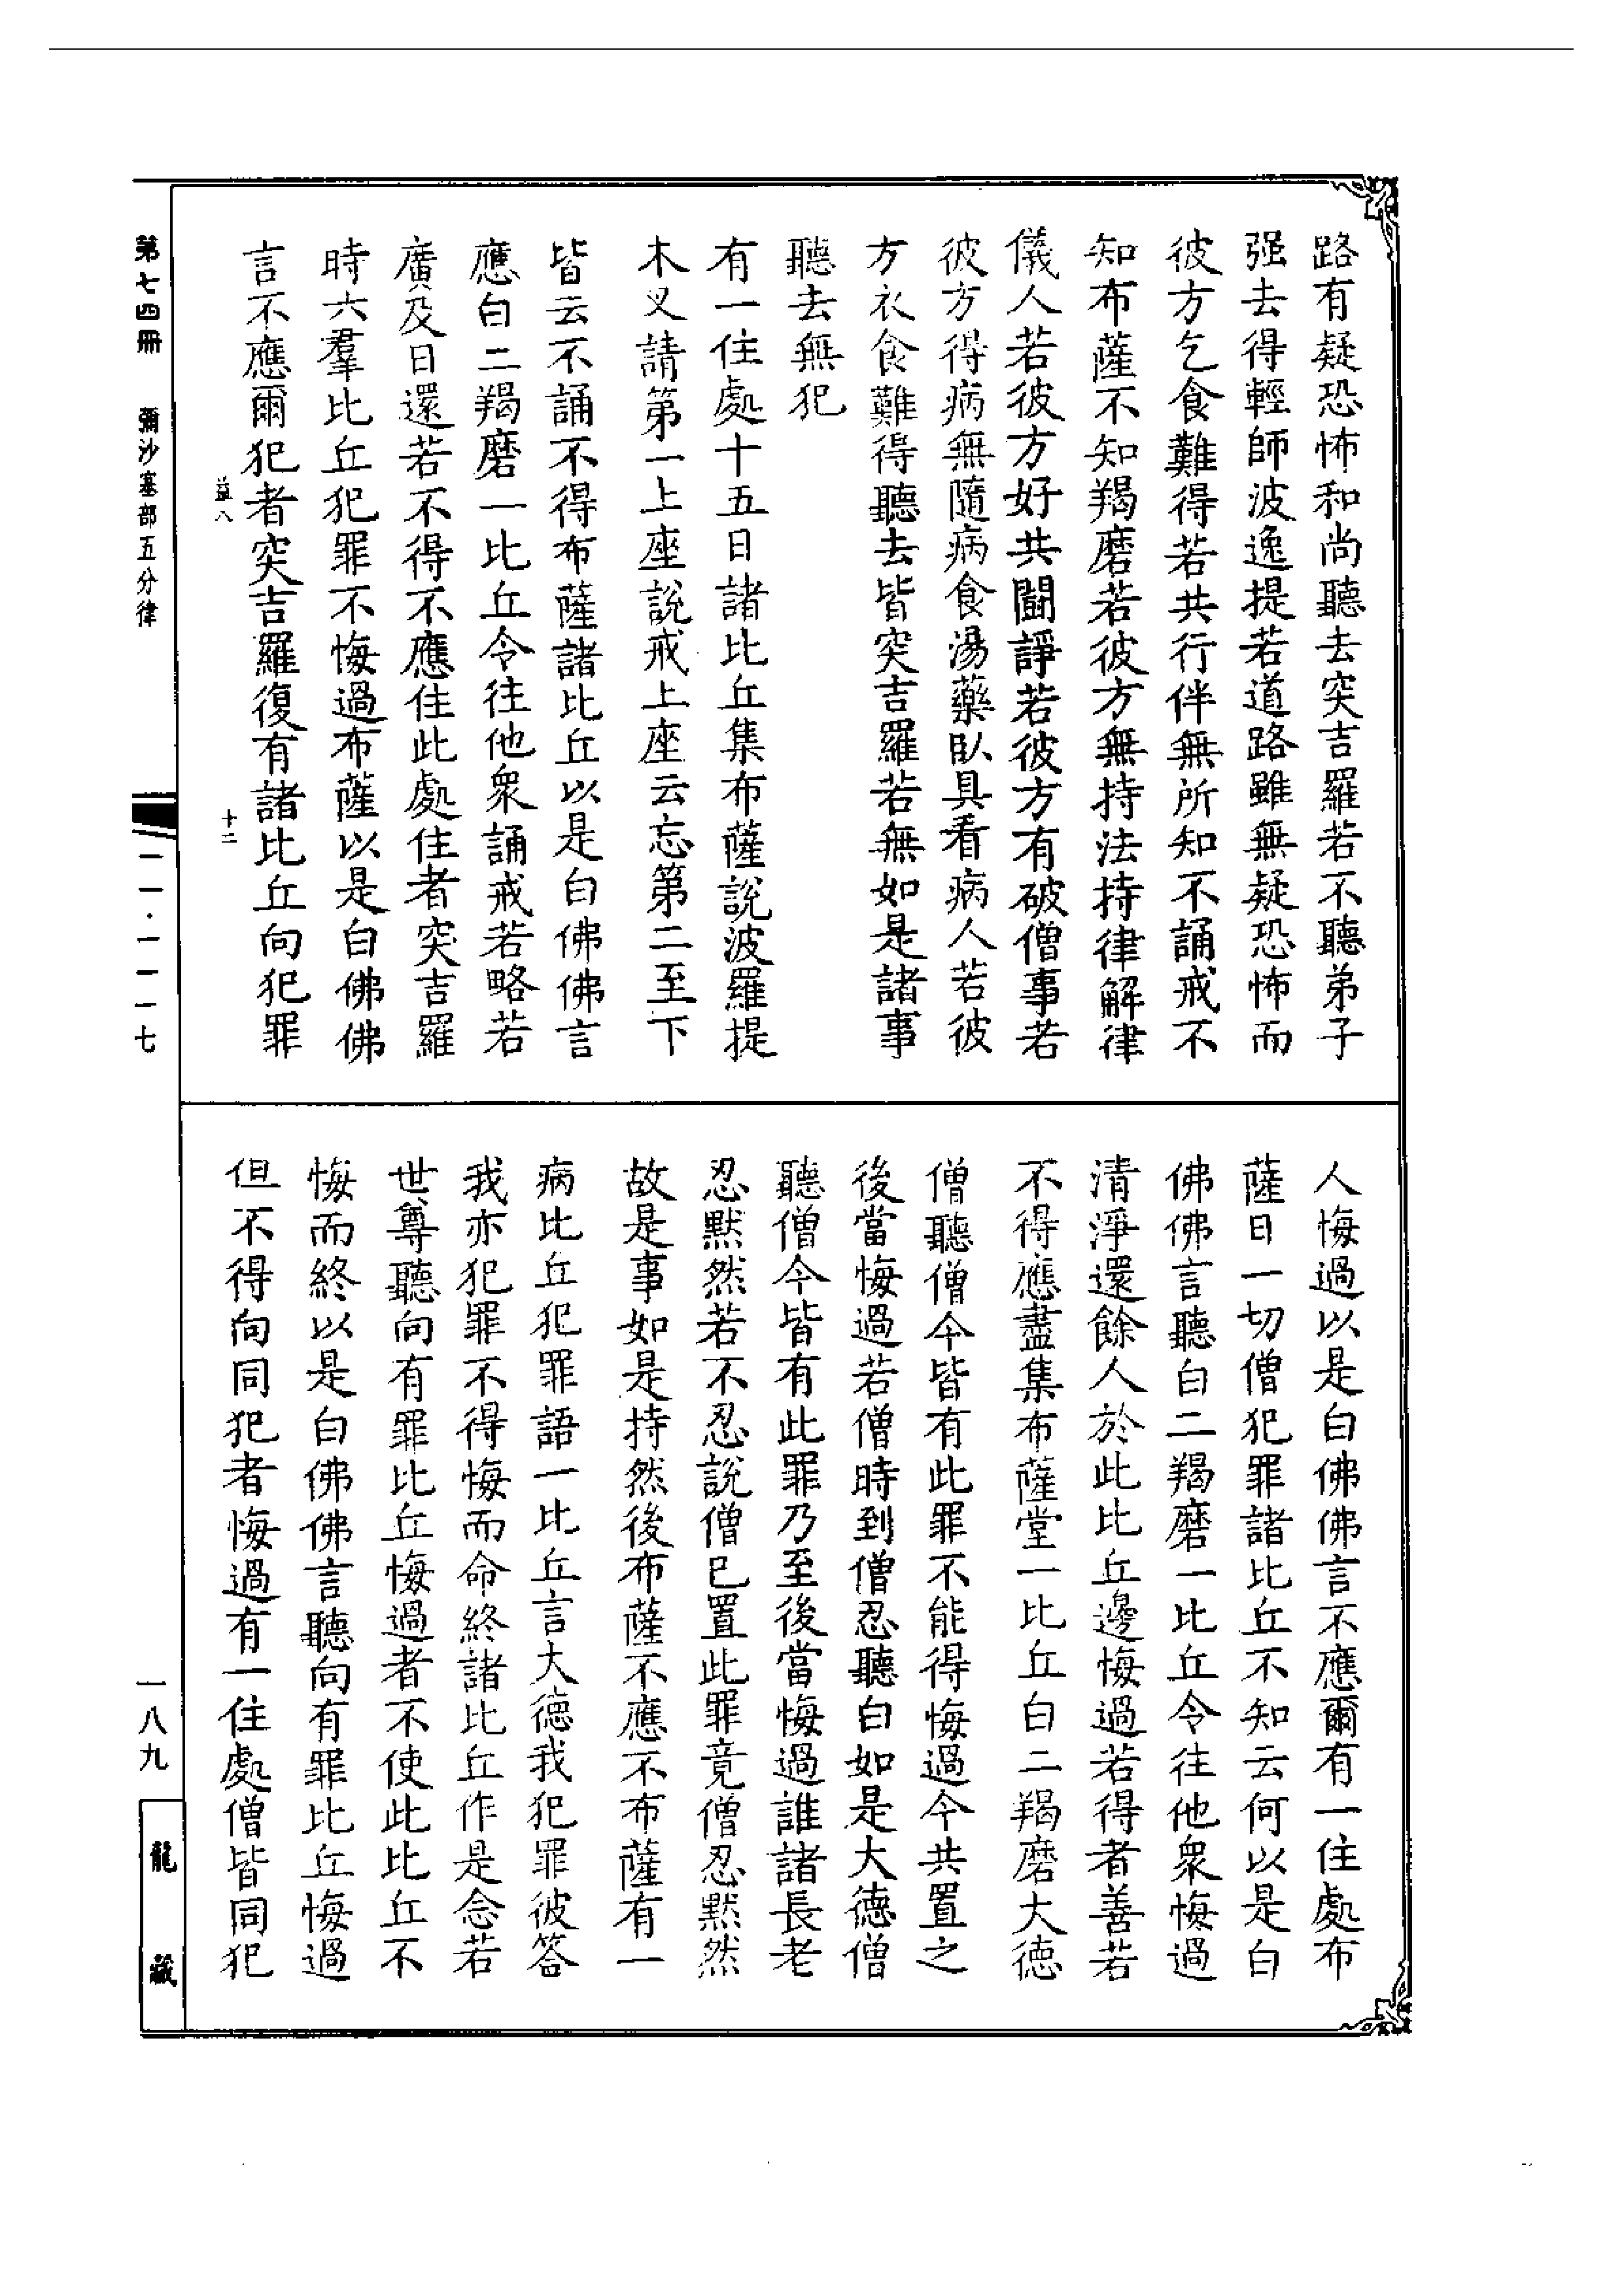 路有疑恐怖和尚聽去突吉羅若不聽弟子
强去得輕師波逸提若道路雖無疑恐怖而
彼方乞食難得若共行伴無所知不誦戒不
知布薩不知羯磨若彼方無持法持律解律
儀人若彼方好共鬪諍若彼方有破僧事若
彼方得病無隨病食湯藥臥具看病人若彼
方衣食難得聽去皆突吉羅若無如是諸事
聽去無犯
有一住處十五日諸比丘集布薩說波羅提
木叉請第一上座說戒上座云忘第二至下
皆云不誦不得布薩諸比丘以是白佛佛言
應白二羯磨一比丘令往他衆誦戒若略若
廣及日還若不得不應住此處住者突吉羅
時六羣比丘犯罪不悔過布薩以是白佛佛
言不應爾犯者突吉羅復有諸比丘向犯罪
人悔過以是白佛佛言不應爾有一住處布
薩日一切僧犯罪諸比丘不知云何以是白
佛佛言聽白二羯磨一比丘令往他衆悔過
清淨還餘人於此比丘邊悔過若得者善若
不得應盡集布薩堂一比丘白二羯磨大德
僧聽僧今皆有此罪不能得悔過今共置之
後當悔過若僧時到僧忍聽白如是大德僧
聽僧今皆有此罪乃至後當悔過誰諸長老
忍默然若不忍說僧已置此罪竟僧忍默然
故是事如是持然後布薩不應不布薩有一
病比丘犯罪語一比丘言大德我犯罪彼答
我亦犯罪不得悔而命終諸比丘作是念若
世尊聽向有罪比丘悔過者不使此比丘不
悔而終以是白佛佛言聽向有罪比丘悔過
但不得向同犯者悔過有一住處僧皆同犯
益八
十二
第七四冊
彌沙塞部五分律
一一·一一一七
一八九
龍藏